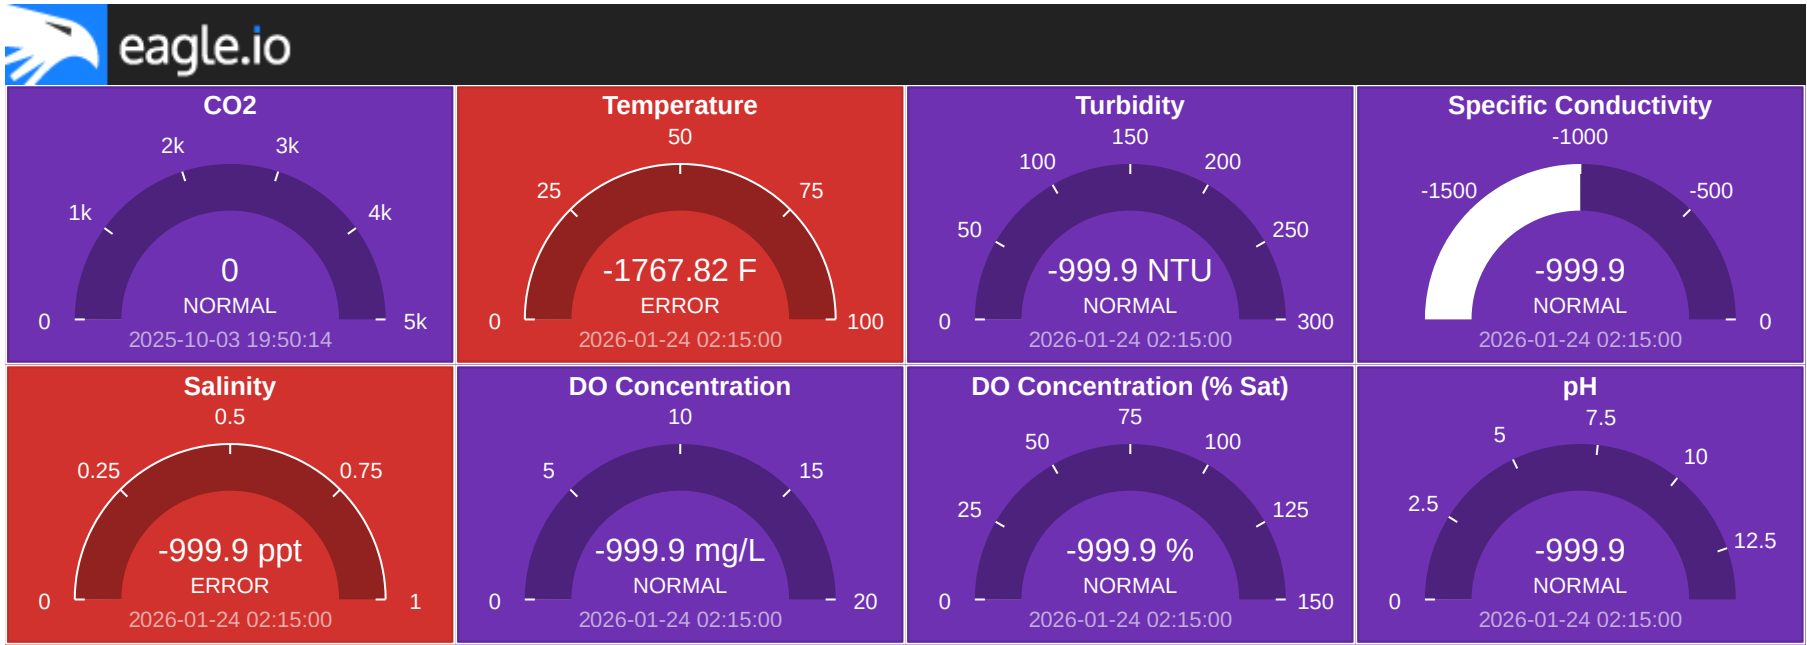 eagle.io
CO2
2k
3k
1k
4k
0
NORMAL
0
5k
2025-10-03 19:50:14
Temperature
50
25
75
-1767.82 F
ERROR
0
100
2026-01-24 02:15:00
Turbidity
150
100
200
50
250
-999.9 NTU
NORMAL
0
300
2026-01-24 02:15:00
Specific Conductivity
-1000
-1500
-500
-999.9
NORMAL
0
2026-01-24 02:15:00
Salinity
0.5
0.25
0.75
-999.9 ppt
ERROR
0
1
2026-01-24 02:15:00
DO Concentration
10
5
15
-999.9 mg/L
NORMAL
0
20
2026-01-24 02:15:00
DO Concentration (% Sat)
75
50
100
25
125
-999.9 %
NORMAL
0
150
2026-01-24 02:15:00
pH
7.5
5
10
2.5
12.5
-999.9
NORMAL
0
2026-01-24 02:15:00